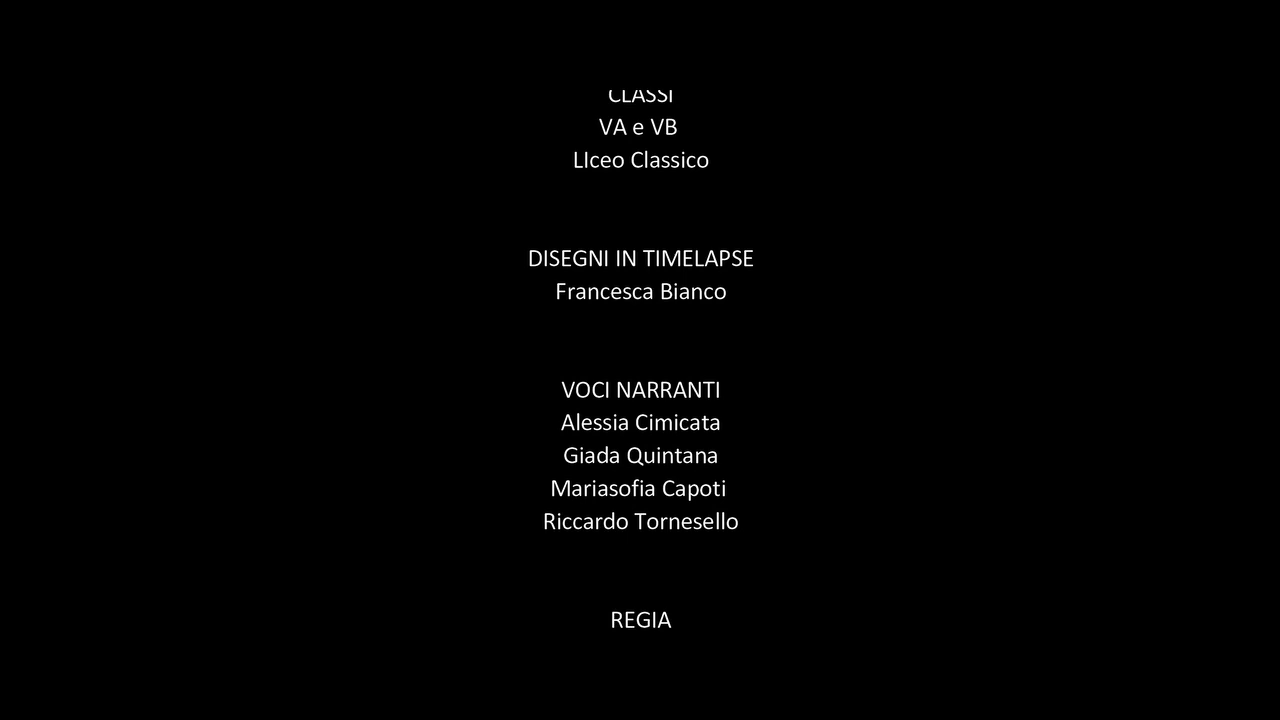 CLASSI
VA e VB
LIceo Classico
DISEGNI IN TIMELAPSE
Francesca Bianco
VOCI NARRANTI
Alessia Cimicata
Giada Quintana
Mariasofia Capoti
Riccardo Tornesello
REGIA